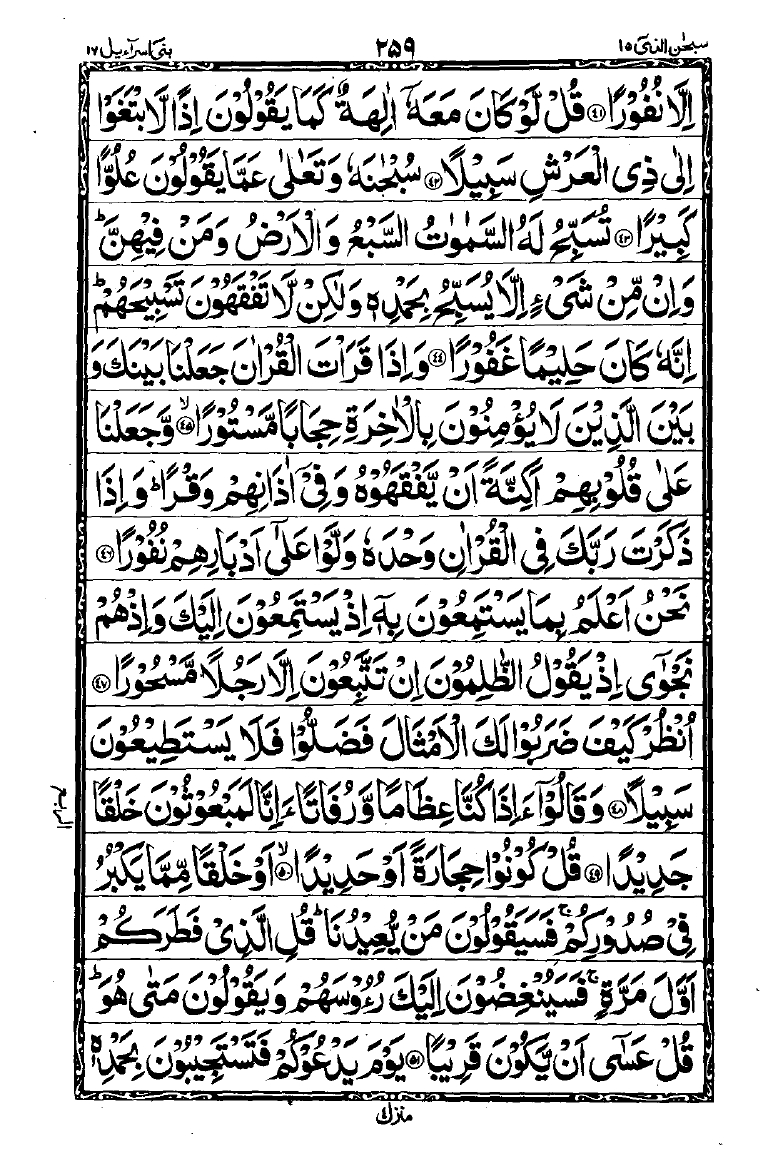 سبحٰن الذی ١٥
٢٥٩
بنی اسرآءیل ١٧
اِلَّا نُفُوْرًا ﴿٤١﴾ قُلْ لَّوْ كَانَ مَعَهٗۤ اٰلِهَةٌ كَمَا يَقُوْلُوْنَ اِذًا لَّابْتَغَوْا
اِلٰى ذِى الْعَرْشِ سَبِيْلًا ﴿٤٢﴾ سُبْحٰنَهٗ وَتَعٰلٰى عَمَّا يَقُوْلُوْنَ عُلُوًّا
كَبِيْرًا ﴿٤٣﴾ تُسَبِّحُ لَهُ السَّمٰوٰتُ السَّبْعُ وَالْاَرْضُ وَمَنْ فِيْهِنَّ ؕ
وَاِنْ مِّنْ شَىْءٍ اِلَّا يُسَبِّحُ بِحَمْدِهٖ وَلٰكِنْ لَّا تَفْقَهُوْنَ تَسْبِيْحَهُمْ ؕ
اِنَّهٗ كَانَ حَلِيْمًا غَفُوْرًا ﴿٤٤﴾ وَاِذَا قَرَاْتَ الْقُرْاٰنَ جَعَلْنَا بَيْنَكَ وَ
بَيْنَ الَّذِيْنَ لَا يُؤْمِنُوْنَ بِالْاٰخِرَةِ حِجَابًا مَّسْتُوْرًا ۙ﴿٤٥﴾ وَّجَعَلْنَا
عَلٰى قُلُوْبِهِمْ اَكِنَّةً اَنْ يَّفْقَهُوْهُ وَفِىْۤ اٰذَانِهِمْ وَقْرًا ؕ وَاِذَا
ذَكَرْتَ رَبَّكَ فِى الْقُرْاٰنِ وَحْدَهٗ وَلَّوْا عَلٰۤى اَدْبَارِهِمْ نُفُوْرًا ﴿٤٦﴾
نَحْنُ اَعْلَمُ بِمَا يَسْتَمِعُوْنَ بِهٖۤ اِذْ يَسْتَمِعُوْنَ اِلَيْكَ وَاِذْ هُمْ
نَجْوٰۤى اِذْ يَقُوْلُ الظّٰلِمُوْنَ اِنْ تَتَّبِعُوْنَ اِلَّا رَجُلًا مَّسْحُوْرًا ﴿٤٧﴾
اُنْظُرْ كَيْفَ ضَرَبُوْا لَكَ الْاَمْثَالَ فَضَلُّوْا فَلَا يَسْتَطِيْعُوْنَ
سَبِيْلًا ﴿٤٨﴾ وَقَالُوْۤا ءَاِذَا كُنَّا عِظَامًا وَّرُفَاتًا ءَاِنَّا لَمَبْعُوْثُوْنَ خَلْقًا
جَدِيْدًا ﴿٤٩﴾ قُلْ كُوْنُوْا حِجَارَةً اَوْ حَدِيْدًا ۙ﴿٥٠﴾ اَوْ خَلْقًا مِّمَّا يَكْبُرُ
فِىْ صُدُوْرِكُمْ ۚ فَسَيَقُوْلُوْنَ مَنْ يُّعِيْدُنَا ؕ قُلِ الَّذِىْ فَطَرَكُمْ
اَوَّلَ مَرَّةٍ ۚ فَسَيُنْغِضُوْنَ اِلَيْكَ رُءُوْسَهُمْ وَيَقُوْلُوْنَ مَتٰى هُوَ ؕ
قُلْ عَسٰۤى اَنْ يَّكُوْنَ قَرِيْبًا ﴿٥١﴾ يَوْمَ يَدْعُوْكُمْ فَتَسْتَجِيْبُوْنَ بِحَمْدِهٖ
الربع
منزل ٤